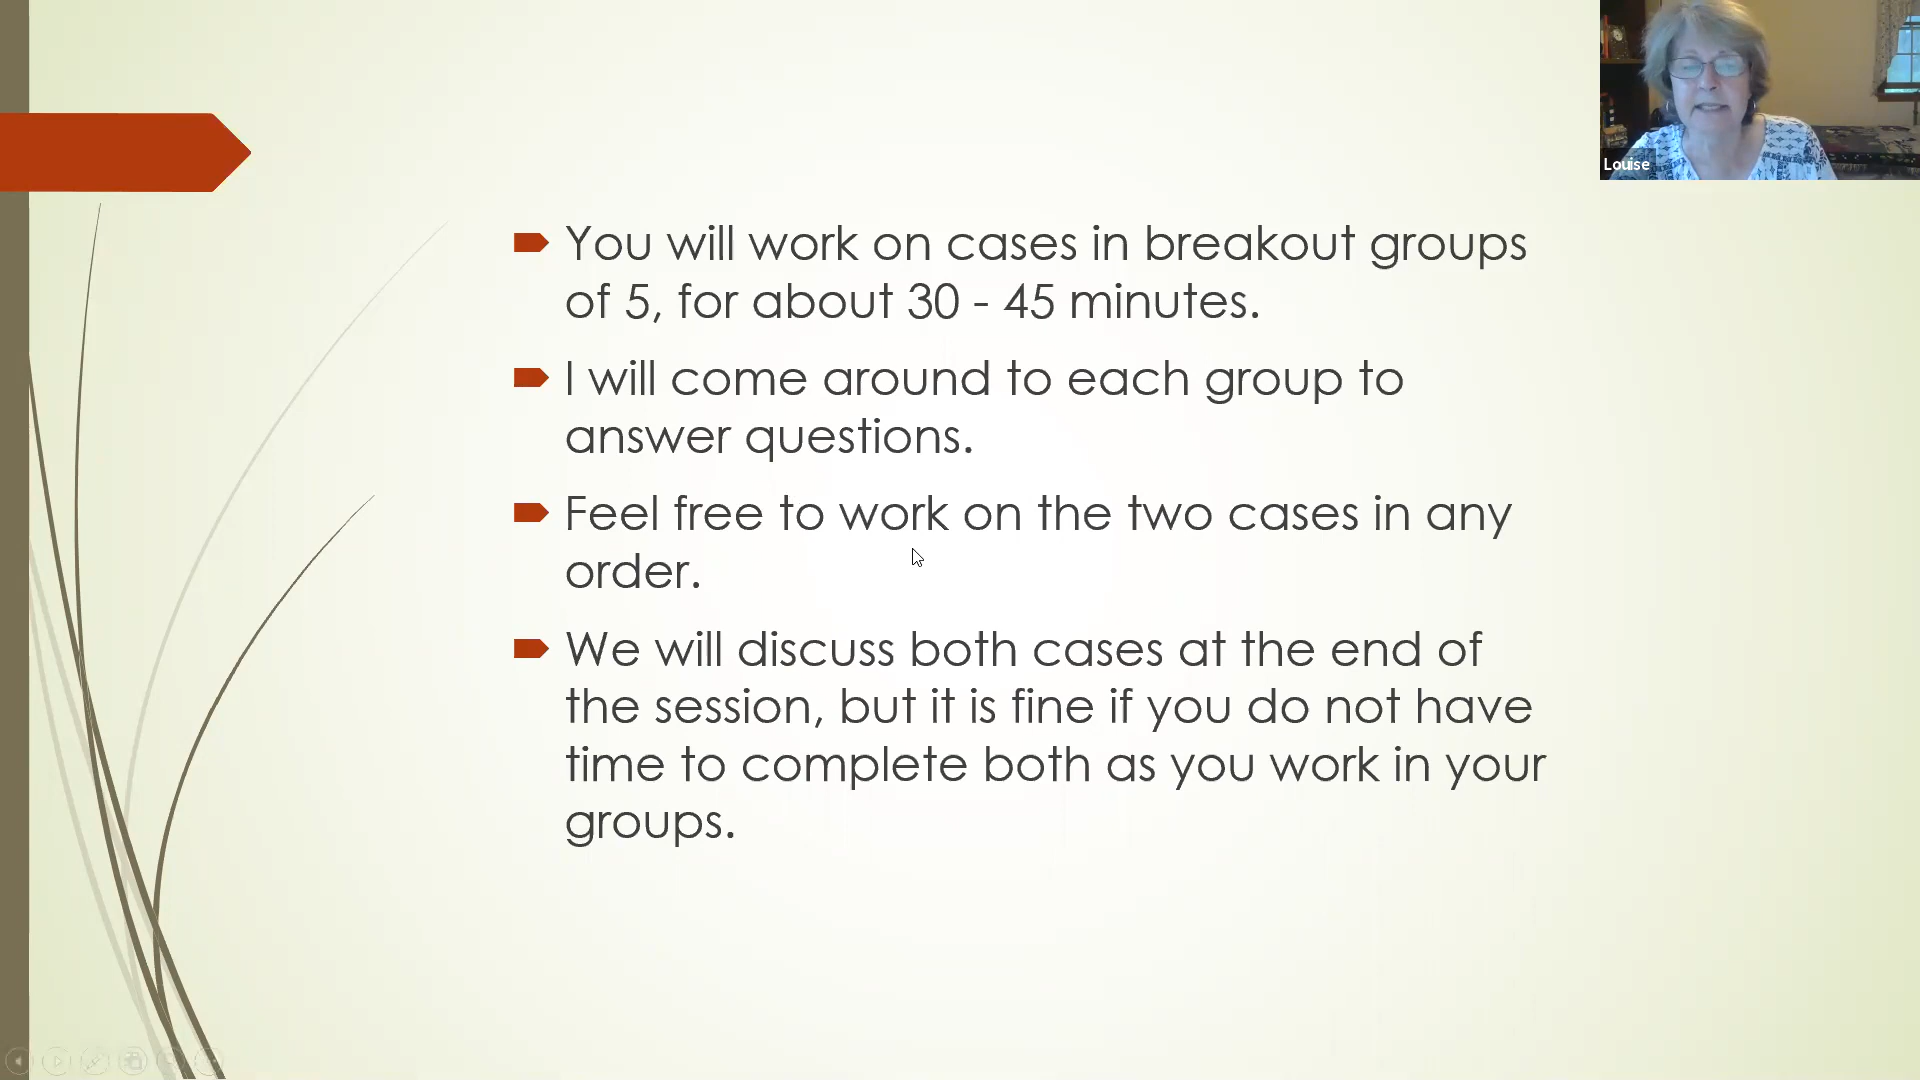 Louise
You will work on cases in breakout groups
of 5, for about 30 - 45 minutes.
I will come around to each group to
answer questions.
Feel free to work on the two cases in any
order.
We will discuss both cases at the end of
the session, but it is fine if you do not have
time to complete both as you work in your
groups.